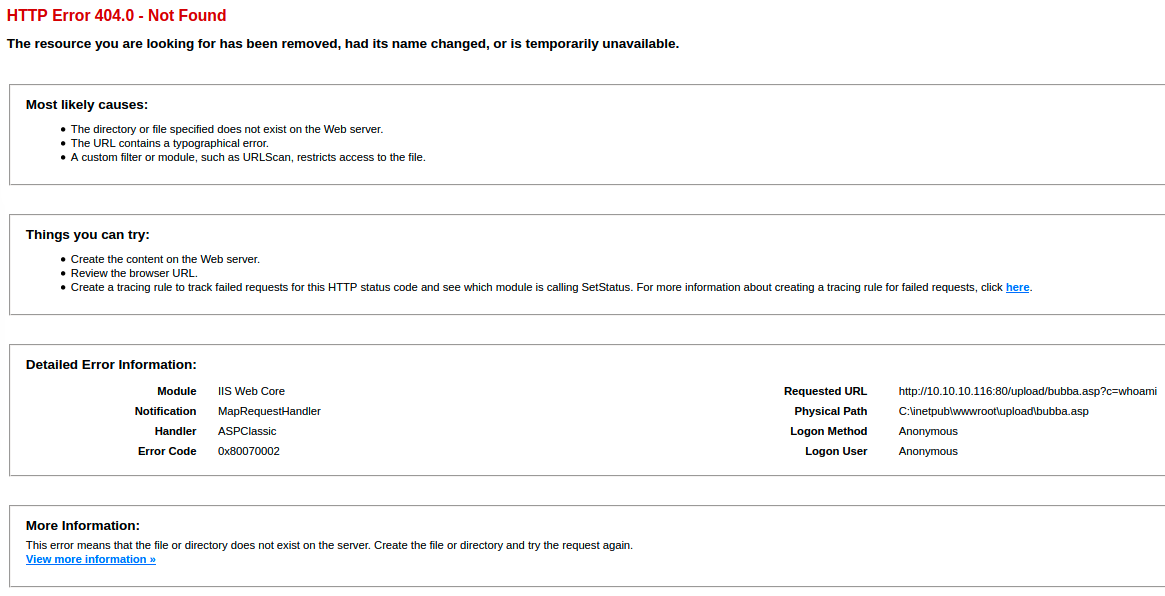 HTTP Error 404.0 - Not Found
The resource you are looking for has been removed, had its name changed, or is temporarily unavailable.
Most likely causes:
• The directory or file specified does not exist on the Web server.
• The URL contains a typographical error.
• A custom filter or module, such as URLScan, restricts access to the file.
Things you can try:
• Create the content on the Web server.
• Review the browser URL.
• Create a tracing rule to track failed requests for this HTTP status code and see which module is calling SetStatus. For more information about creating a tracing rule for failed requests, click here.
Detailed Error Information:
Module IIS Web Core
Notification MapRequestHandler
Handler ASPClassic
Error Code 0x80070002
Requested URL http://10.10.10.116:80/upload/bubba.asp?c=whoami
Physical Path C:\inetpub\wwwroot\upload\bubba.asp
Logon Method Anonymous
Logon User Anonymous
More Information:
This error means that the file or directory does not exist on the server. Create the file or directory and try the request again.
View more information »